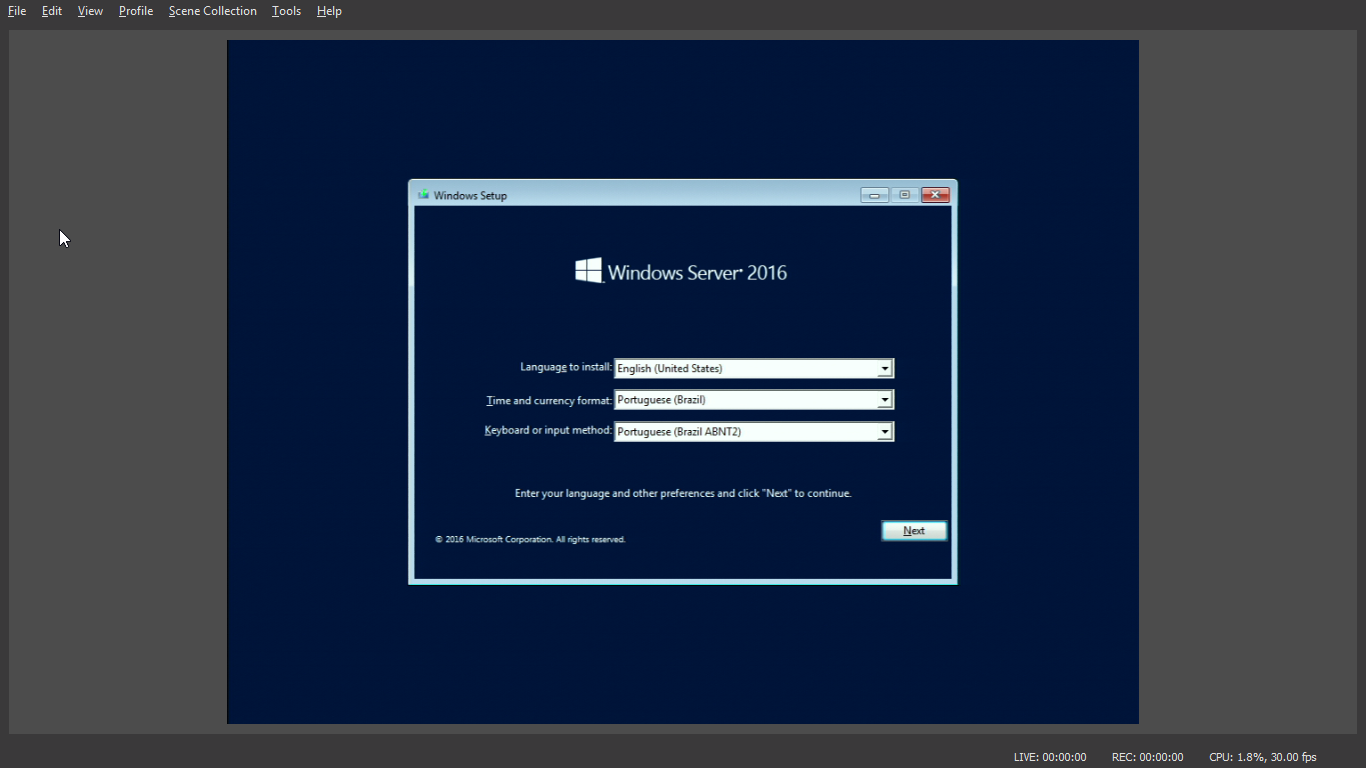 File Edit View Profile Scene Collection Tools Help
Windows Setup
Windows Server 2016
Language to install: English (United States)
Time and currency format: Portuguese (Brazil)
Keyboard or input method: Portuguese (Brazil ABNT2)
Enter your language and other preferences and click "Next" to continue.
Next
© 2016 Microsoft Corporation. All rights reserved.
LIVE: 00:00:00 REC: 00:00:00 CPU: 1.8%, 30.00 fps